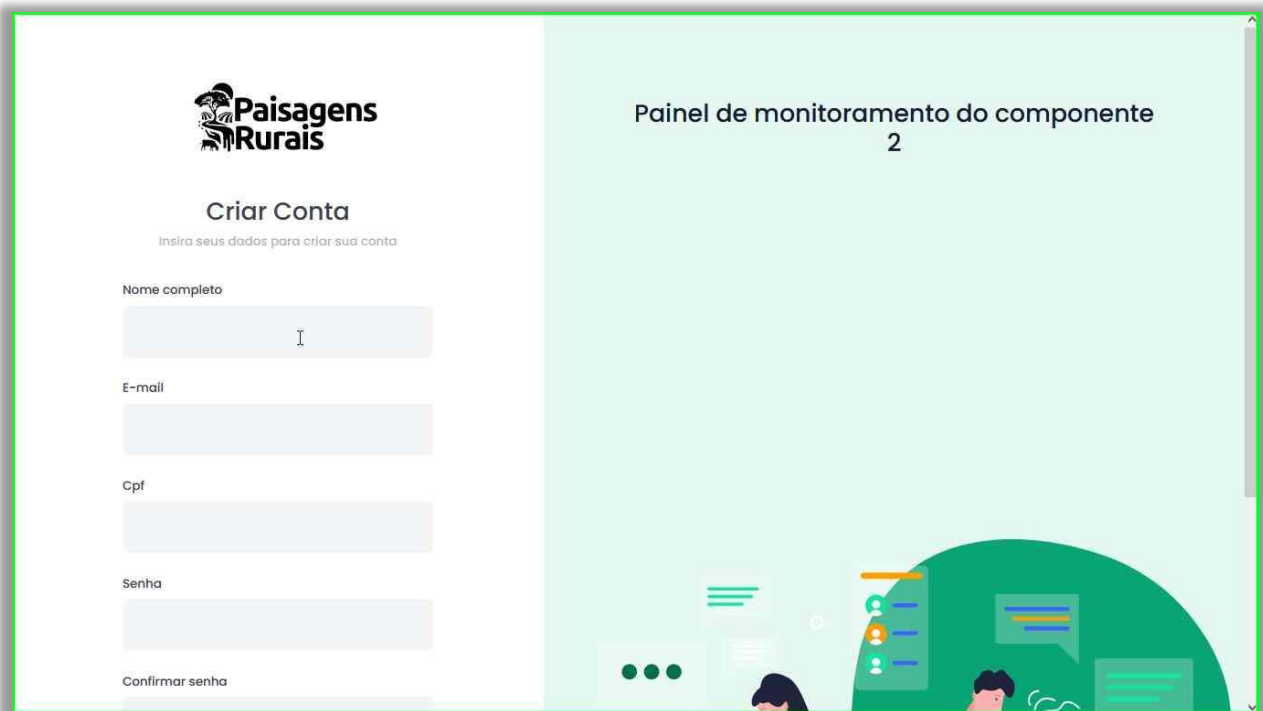 Paisagens
Rurais
Criar Conta
Insira seus dados para criar sua conta
Nome completo
E-mail
Cpf
Senha
Confirmar senha
Painel de monitoramento do componente
2